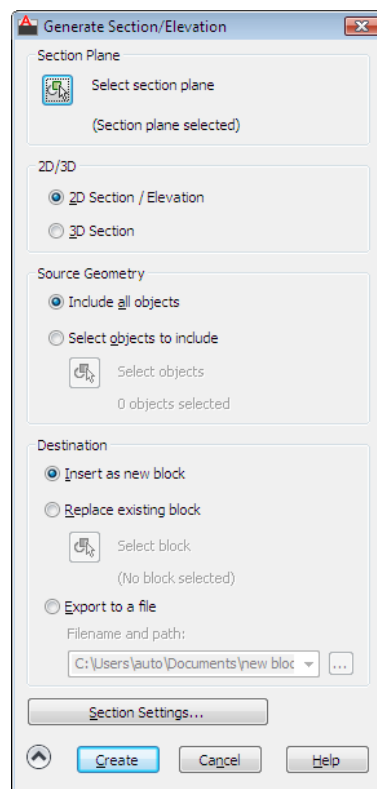 Generate Section/Elevation
Section Plane
Select section plane
(Section plane selected)
2D/3D
2D Section / Elevation
3D Section
Source Geometry
Include all objects
Select objects to include
Select objects
0 objects selected
Destination
Insert as new block
Replace existing block
Select block
(No block selected)
Export to a file
Filename and path:
C:\Users\auto\Documents\new bloc
...
Section Settings...
Create
Cancel
Help